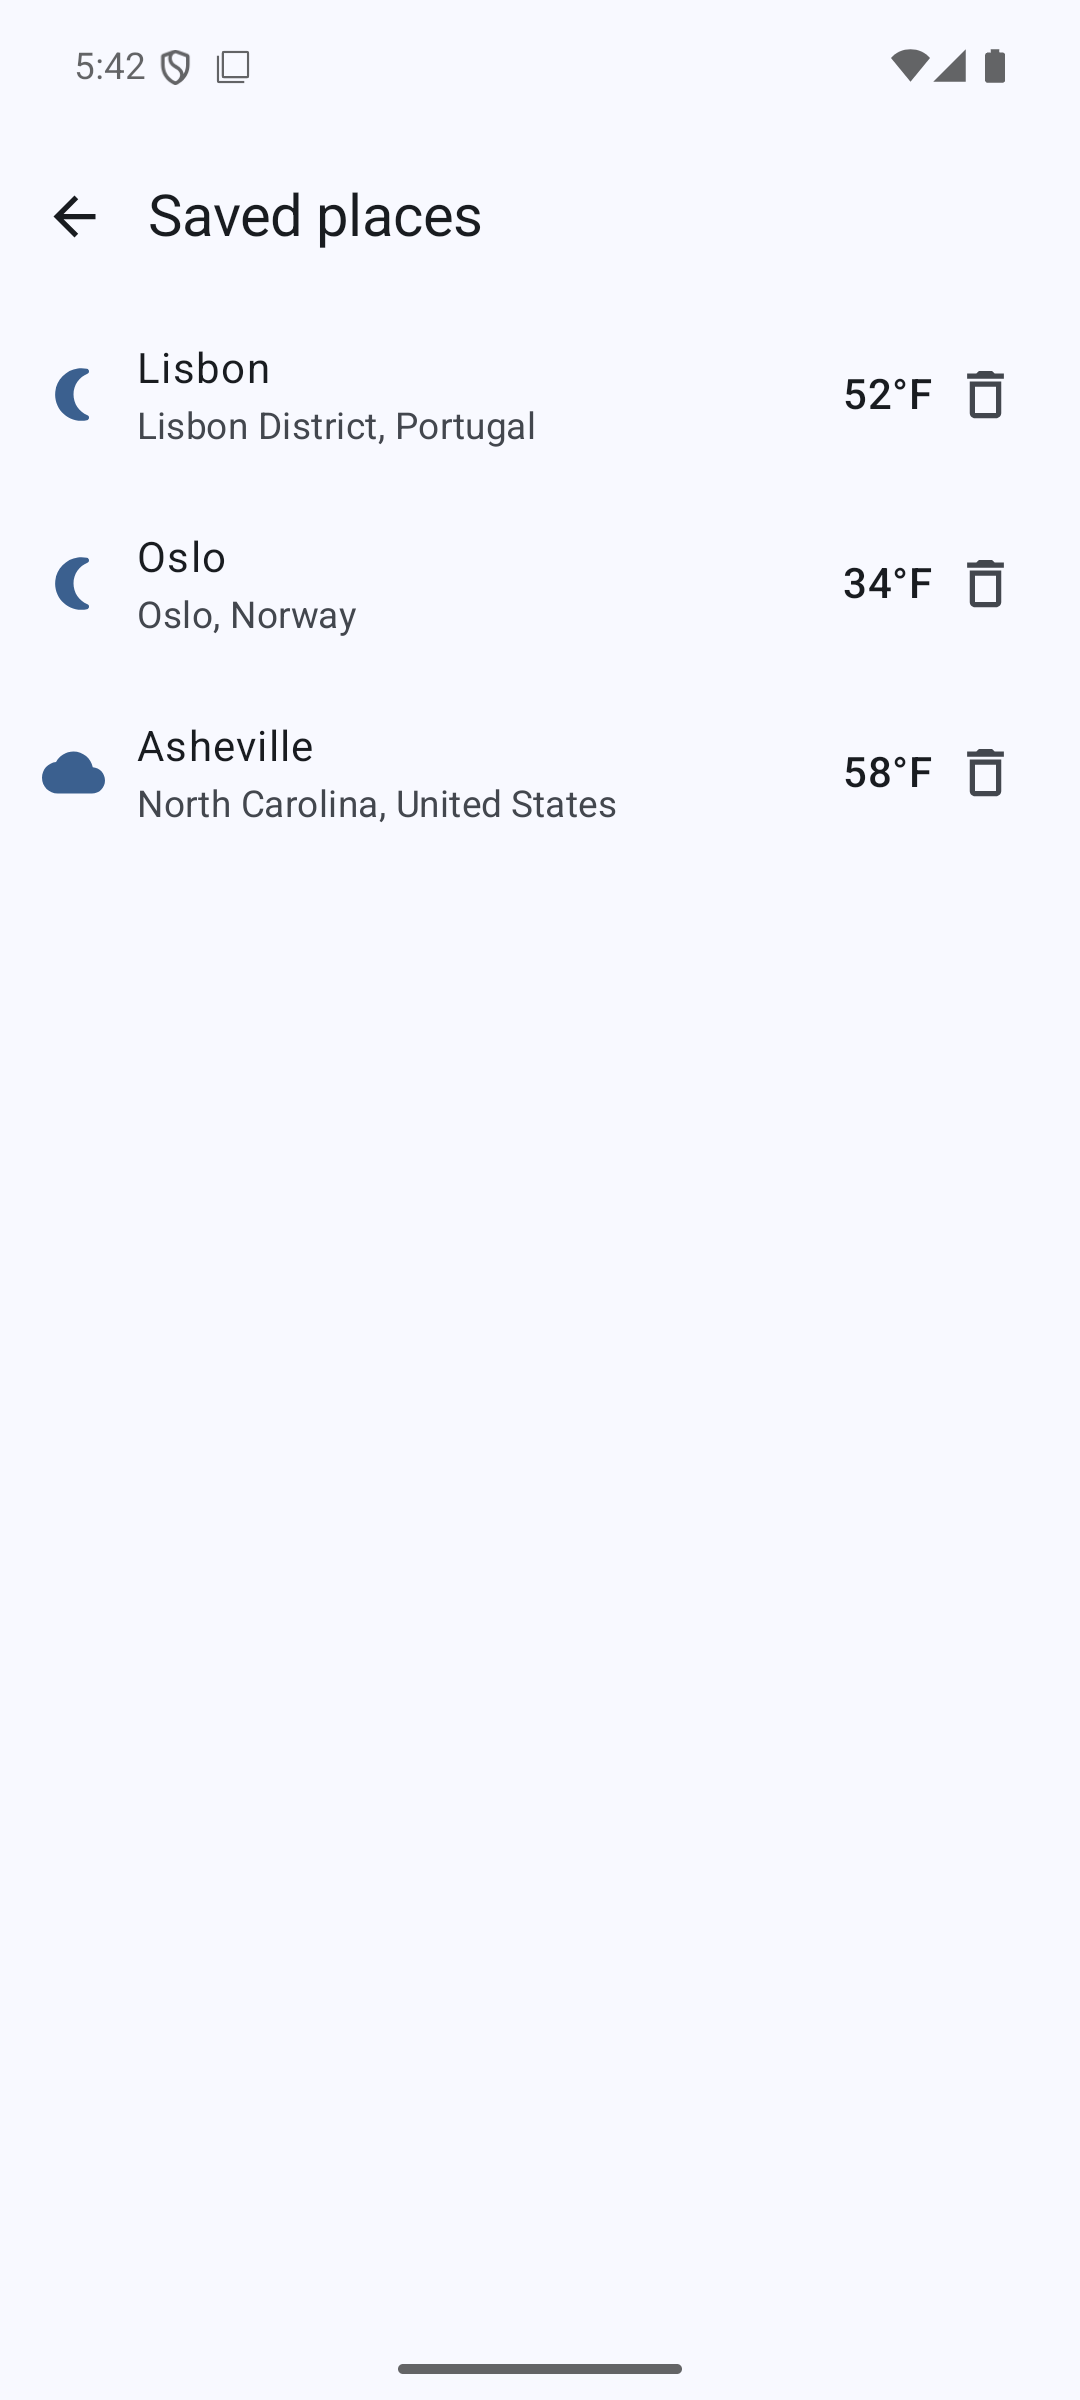 5:42
Saved places
Lisbon
Lisbon District, Portugal
52°F
Oslo
Oslo, Norway
34°F
Asheville
North Carolina, United States
58°F